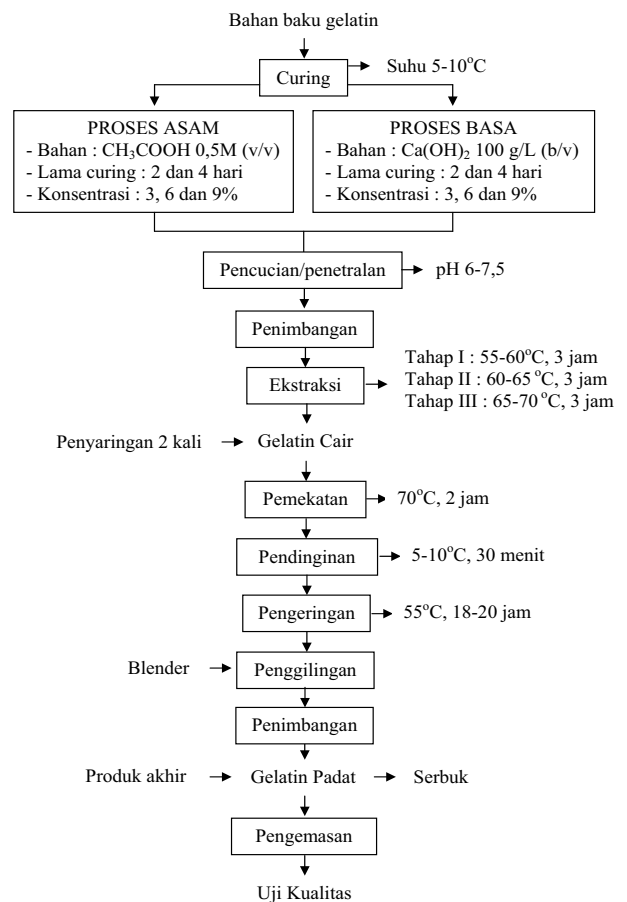 Bahan baku gelatin
Curing
Suhu 5-10°C
PROSES ASAM
- Bahan : CH₃COOH 0,5M (v/v)
- Lama curing : 2 dan 4 hari
- Konsentrasi : 3, 6 dan 9%
PROSES BASA
- Bahan : Ca(OH)₂ 100 g/L (b/v)
- Lama curing : 2 dan 4 hari
- Konsentrasi : 3, 6 dan 9%
Pencucian/penetralan
pH 6-7,5
Penimbangan
Ekstraksi
Tahap I : 55-60°C, 3 jam
Tahap II : 60-65 °C, 3 jam
Tahap III : 65-70 °C, 3 jam
Penyaringan 2 kali
Gelatin Cair
Pemekatan
70°C, 2 jam
Pendinginan
5-10°C, 30 menit
Pengeringan
55°C, 18-20 jam
Blender
Penggilingan
Penimbangan
Produk akhir
Gelatin Padat
Serbuk
Pengemasan
Uji Kualitas